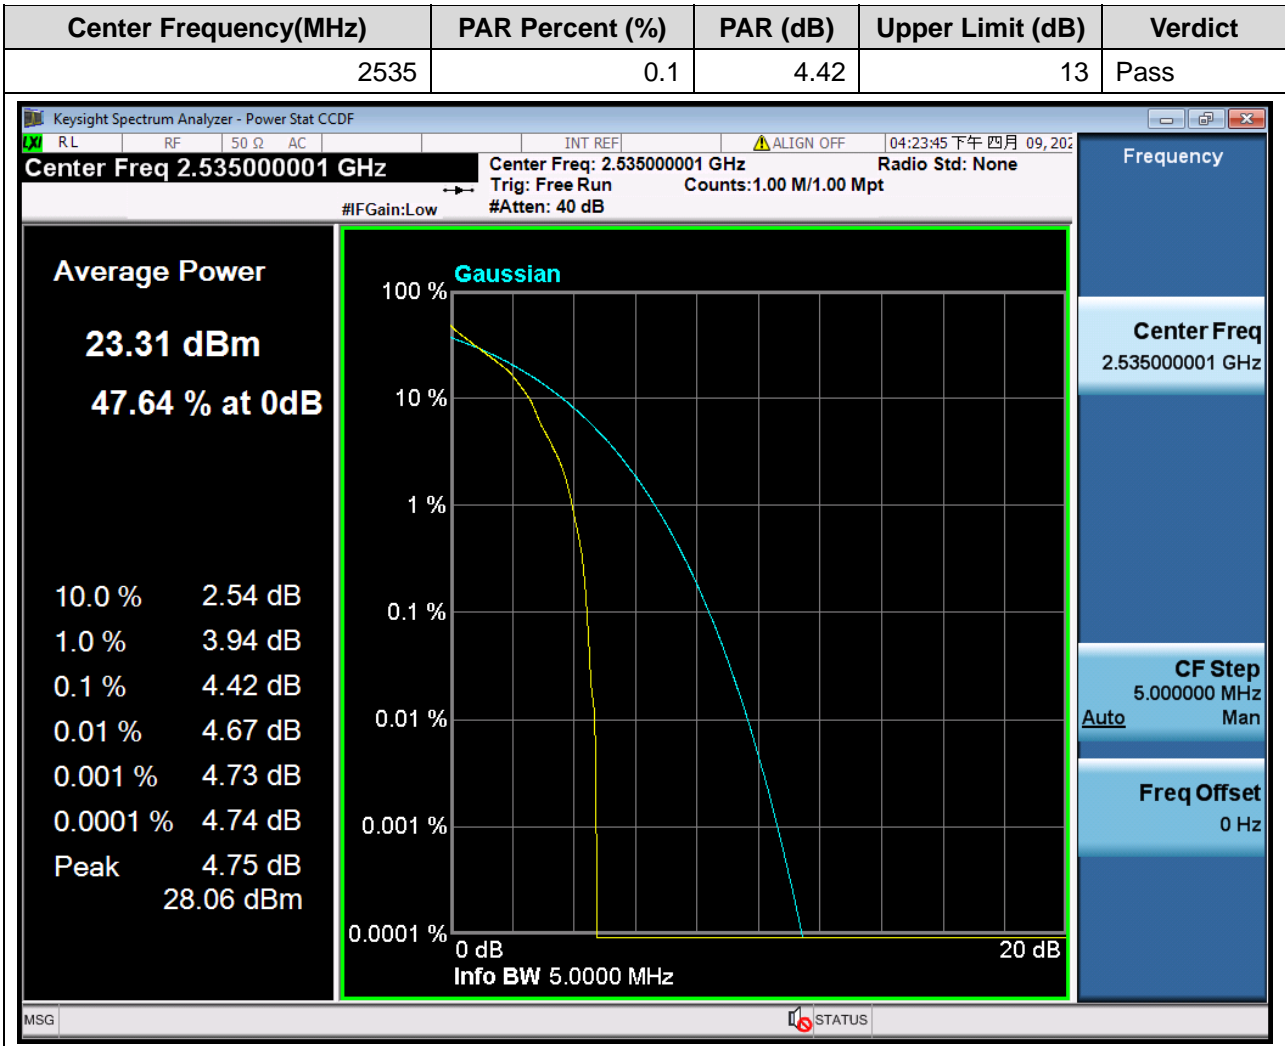 Center Frequency(MHz) PAR Percent (%) PAR (dB) Upper Limit (dB) Verdict
2535 0.1 4.42 13 Pass
Keysight Spectrum Analyzer - Power Stat CCDF
LXI RL RF 50 Ω AC INT REF ALIGN OFF 04:23:45 下午 四月 09, 202
Center Freq 2.535000001 GHz
Center Freq: 2.535000001 GHz Radio Std: None
Trig: Free Run Counts:1.00 M/1.00 Mpt
#IFGain:Low #Atten: 40 dB
Frequency
Average Power
23.31 dBm
47.64 % at 0dB
10.0 % 2.54 dB
1.0 % 3.94 dB
0.1 % 4.42 dB
0.01 % 4.67 dB
0.001 % 4.73 dB
0.0001 % 4.74 dB
Peak 4.75 dB
28.06 dBm
Gaussian
100 %
10 %
1 %
0.1 %
0.01 %
0.001 %
0.0001 %
0 dB 20 dB
Info BW 5.0000 MHz
Center Freq
2.535000001 GHz
CF Step
5.000000 MHz
Auto Man
Freq Offset
0 Hz
MSG STATUS